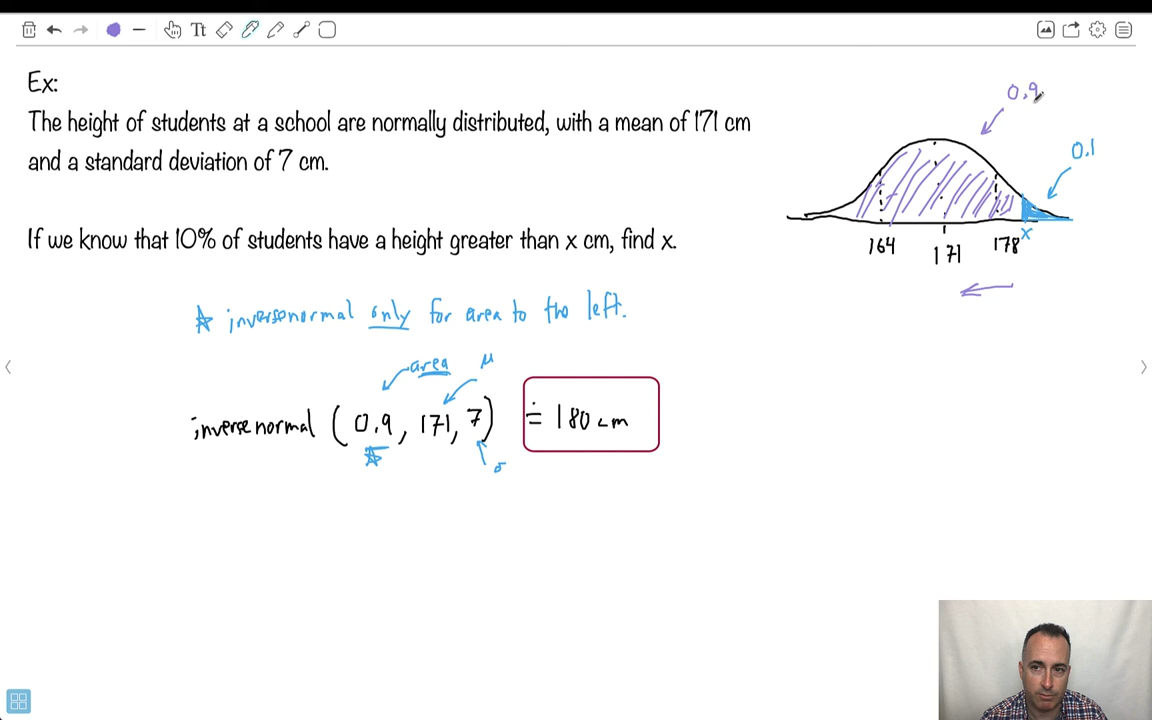 Tt
Ex:
The height of students at a school are normally distributed, with a mean of 171 cm
and a standard deviation of 7 cm.
If we know that 10% of students have a height greater than x cm, find x.
0.9
0.1
164
171
178
x
☆ inversenormal only for area to the left.
area μ
inversenormal (0.9, 171, 7) ≐ 180 cm
☆ σ